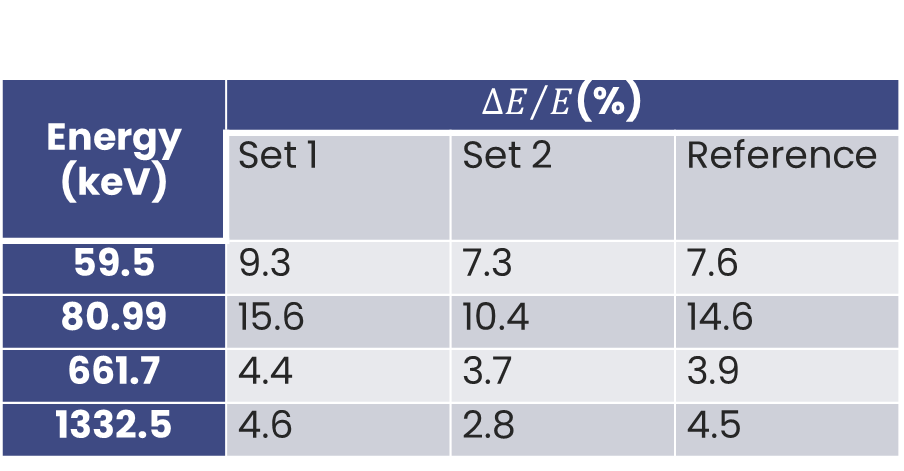 Energy (keV) ΔE/E(%)
Set 1 Set 2 Reference
59.5 9.3 7.3 7.6
80.99 15.6 10.4 14.6
661.7 4.4 3.7 3.9
1332.5 4.6 2.8 4.5